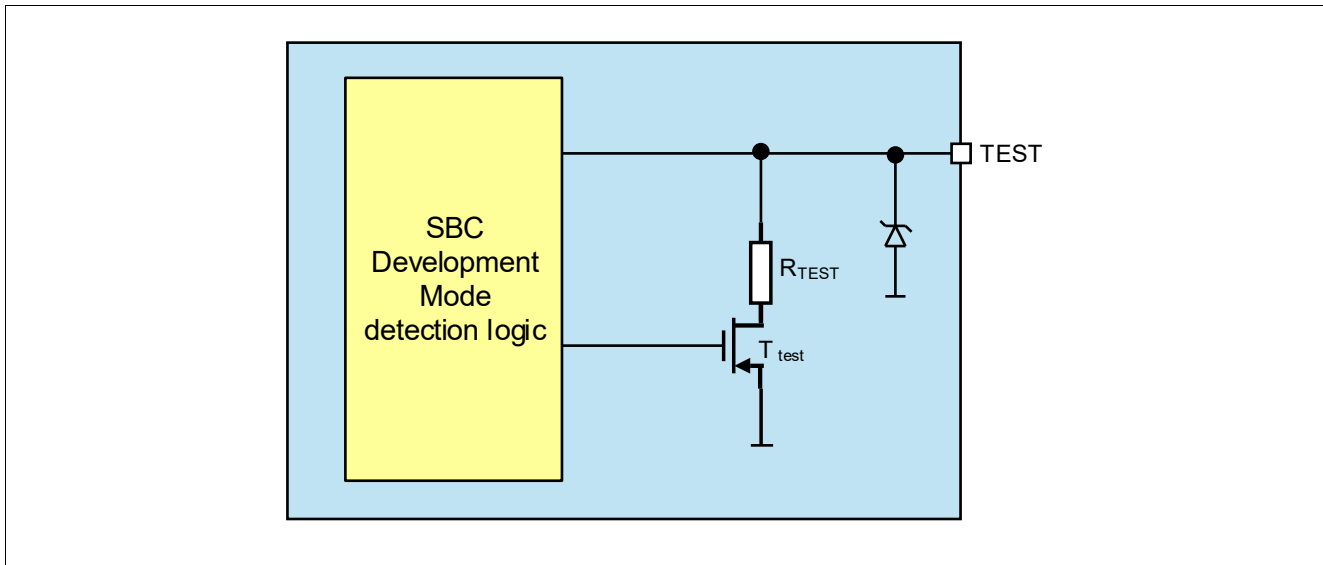 TEST
SBC
Development
Mode
detection logic
RTEST
T test